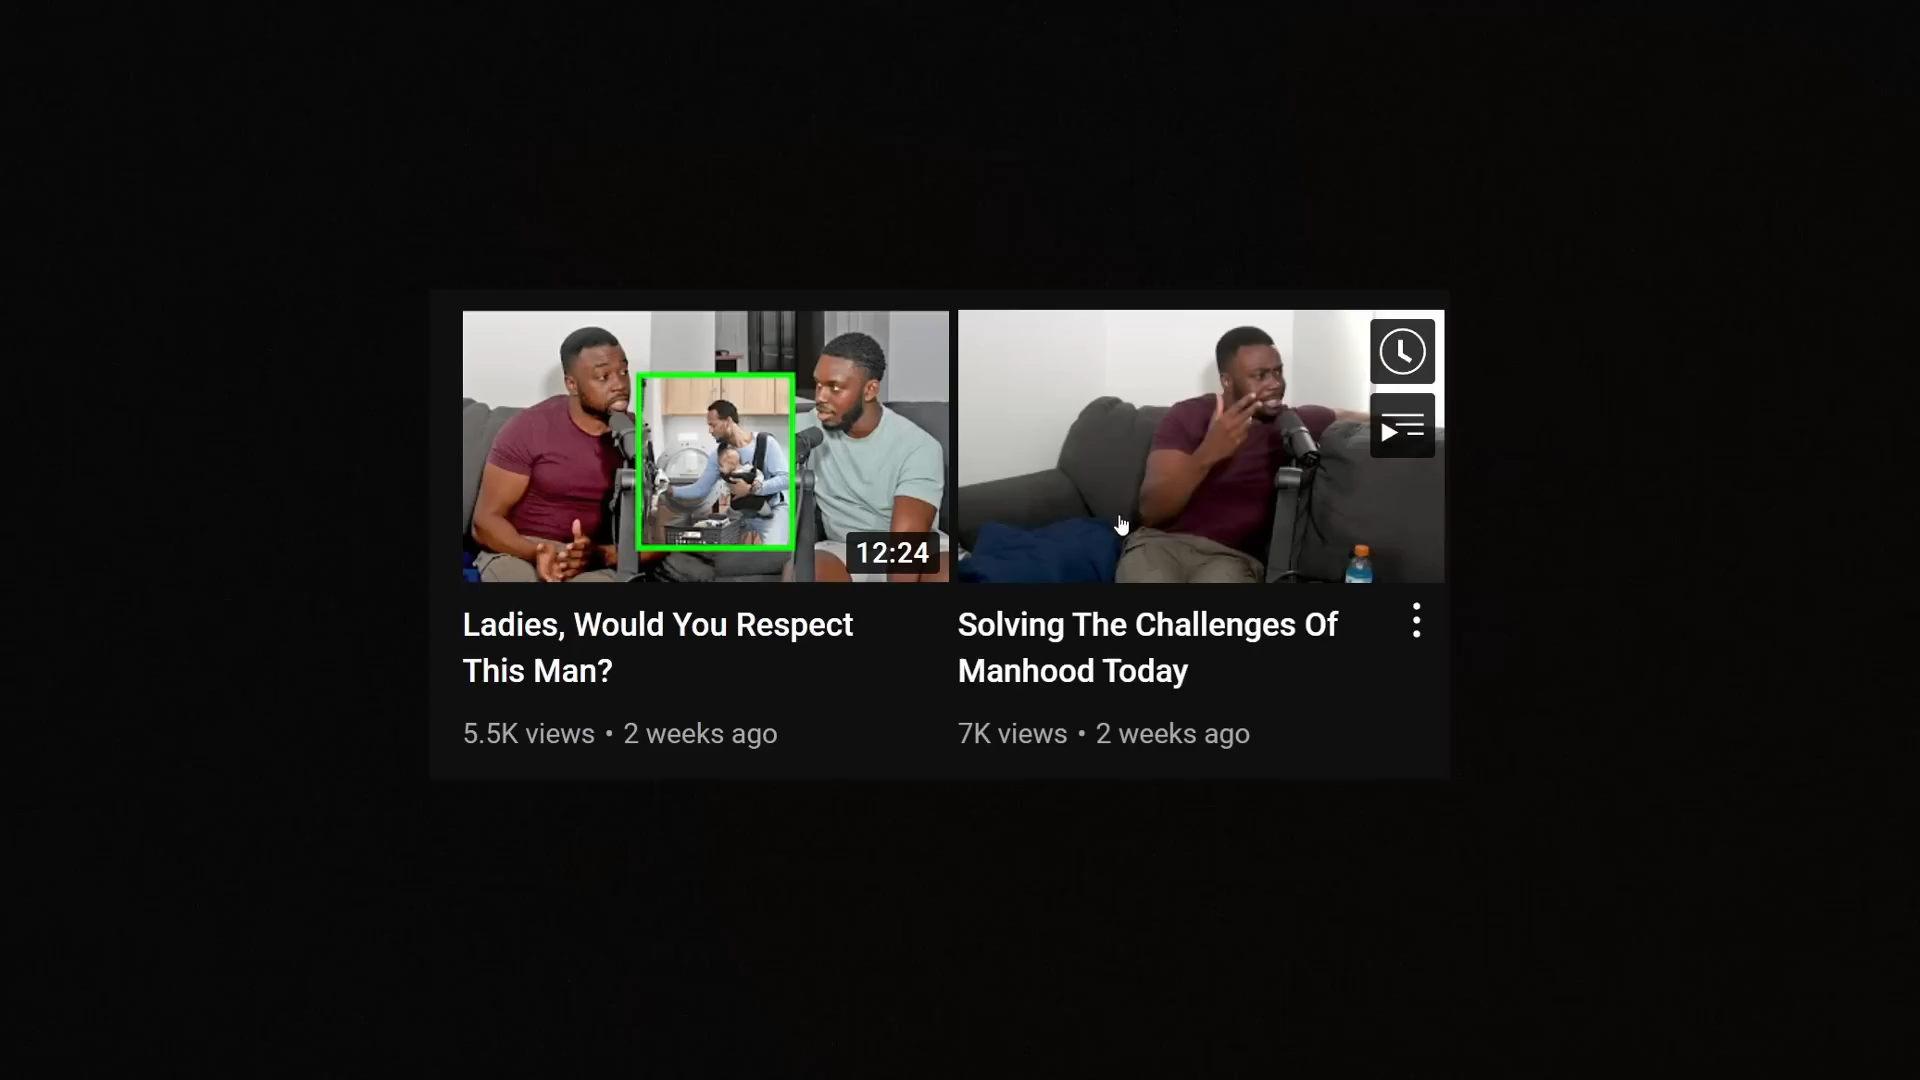 12:24
Ladies, Would You Respect
This Man?
5.5K views • 2 weeks ago
Solving The Challenges Of
Manhood Today
7K views • 2 weeks ago